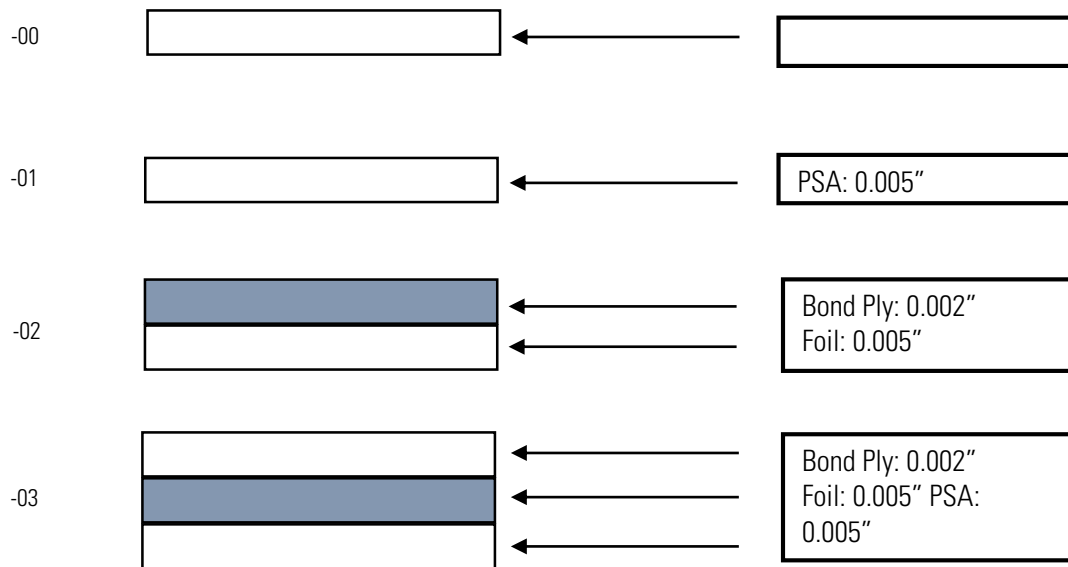 -00
-01
PSA: 0.005”
-02
Bond Ply: 0.002”
Foil: 0.005”
-03
Bond Ply: 0.002”
Foil: 0.005” PSA:
0.005”